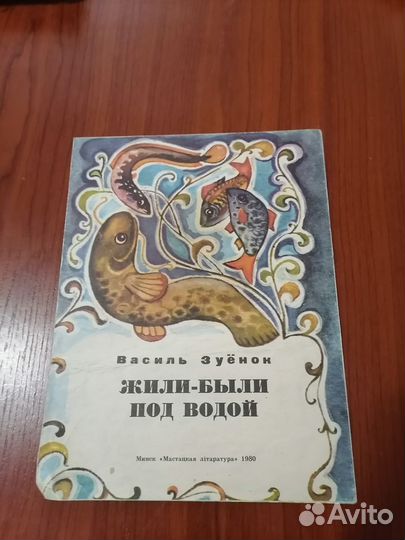 Василь Зуёнок
ЖИЛИ-БЫЛИ
ПОД ВОДОЙ
Минск «Мастацкая літаратура» 1980
Avito